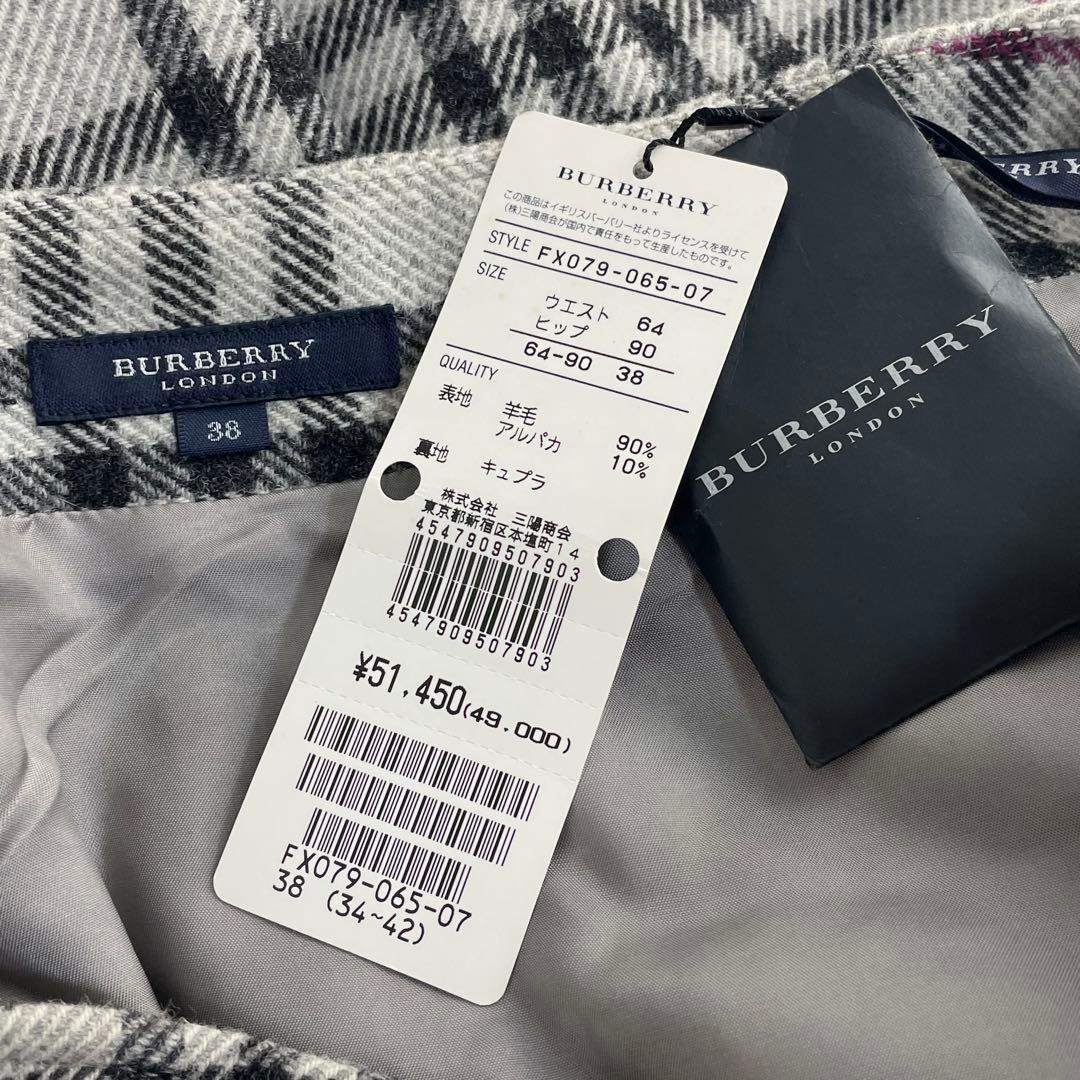 BURBERRY
LONDON
38
BURBERRY
LONDON
この商品はイギリスバーバリー社よりライセンスを受けて
(株)三陽商会が国内で責任をもって生産したものです。
STYLE FX079-065-07
SIZE
ウエスト 64
ヒップ 90
64-90 38
QUALITY
表地 羊毛 90%
アルパカ 10%
裏地 キュプラ
株式会社 三陽商会
東京都新宿区本塩町14
4547909507903
4547909507903
¥51,450(49,000)
FX079-065-07
38 (34~42)
BURBERRY
LONDON
ERRY